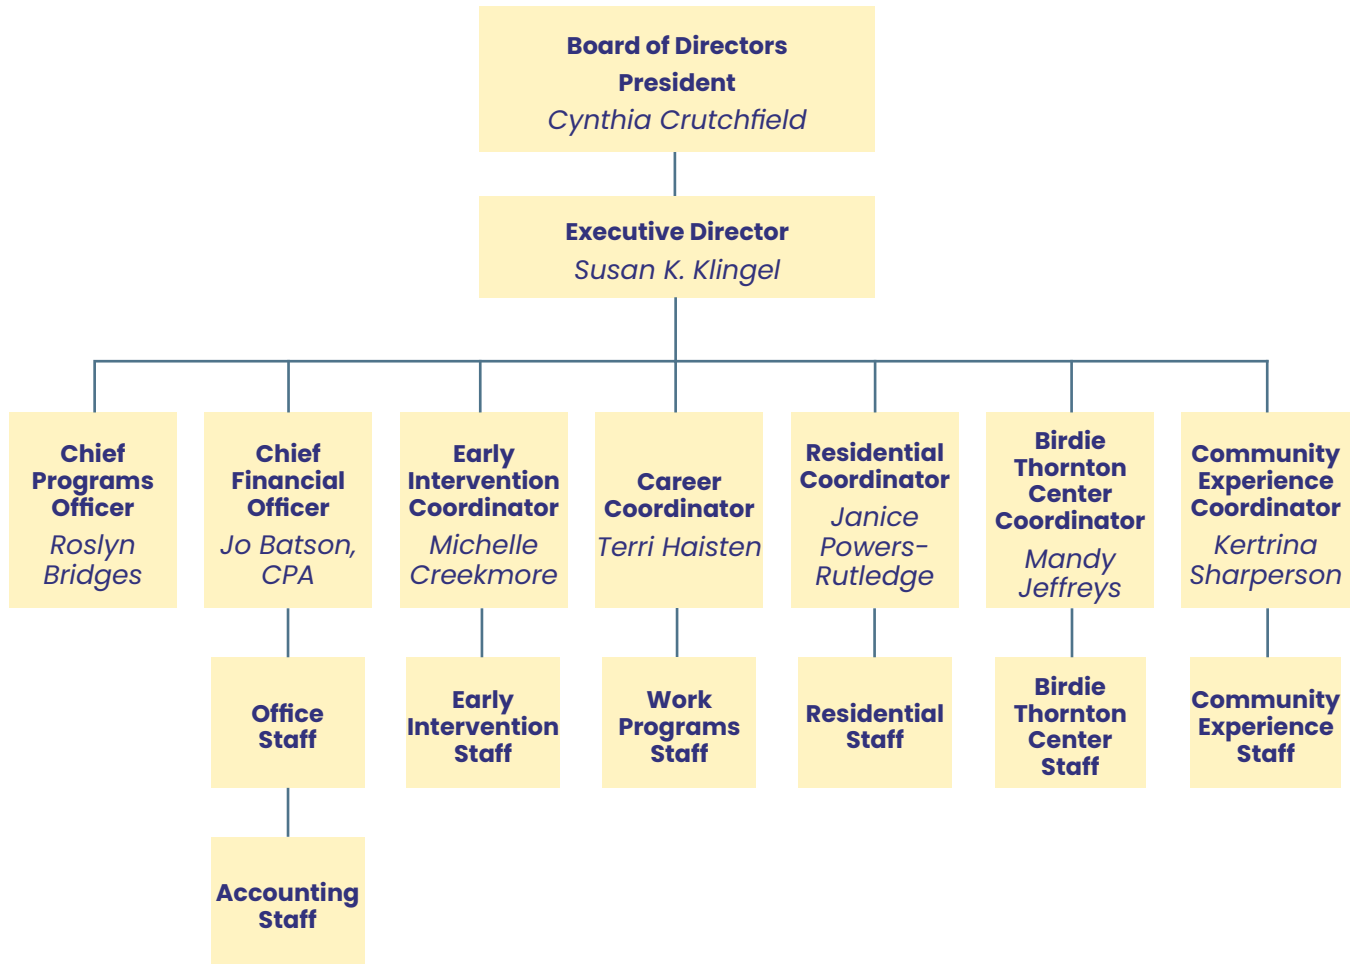 Board of Directors
President
Cynthia Crutchfield
Executive Director
Susan K. Klingel
Chief
Programs
Officer
Roslyn
Bridges
Chief
Financial
Officer
Jo Batson,
CPA
Early
Intervention
Coordinator
Michelle
Creekmore
Career
Coordinator
Terri Haisten
Residential
Coordinator
Janice
Powers-
Rutledge
Birdie
Thornton
Center
Coordinator
Mandy
Jeffreys
Community
Experience
Coordinator
Kertrina
Sharperson
Office
Staff
Early
Intervention
Staff
Work
Programs
Staff
Residential
Staff
Birdie
Thornton
Center
Staff
Community
Experience
Staff
Accounting
Staff